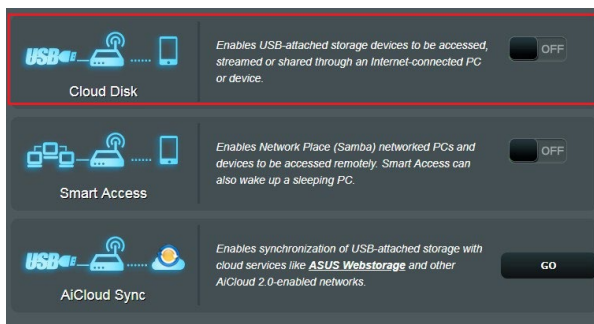 Enables USB-attached storage devices to be accessed,
streamed or shared through an Internet-connected PC
or device.
OFF
USB
Cloud Disk
Enables Network Place (Samba) networked PCs and
devices to be accessed remotely. Smart Access can
also wake up a sleeping PC.
OFF
Smart Access
Enables synchronization of USB-attached storage with
cloud services like ASUS Webstorage and other
AiCloud 2.0-enabled networks.
GO
USB
AiCloud Sync